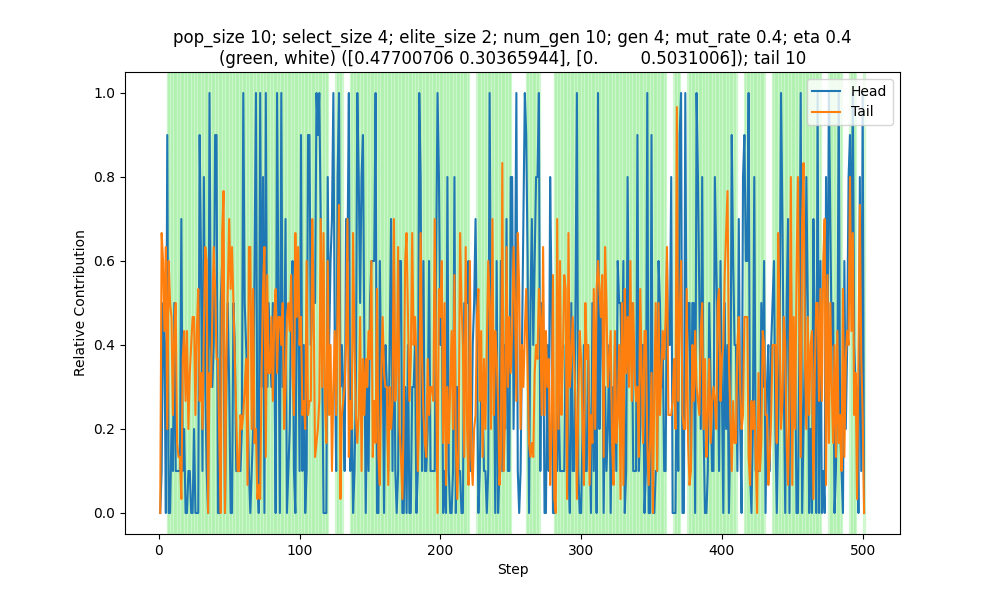 pop_size 10; select_size 4; elite_size 2; num_gen 10; gen 4; mut_rate 0.4; eta 0.4
(green, white) ([0.47700706 0.30365944], [0.        0.5031006]); tail 10
Head
Tail
Relative Contribution
1.0
0.8
0.6
0.4
0.2
0.0
0
100
200
300
400
500
Step